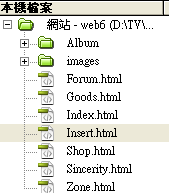 本機檔案
網站 - web6 (D:\TV\...
Album
images
Forum.html
Goods.html
Index.html
Insert.html
Shop.html
Sincerity.html
Zone.html